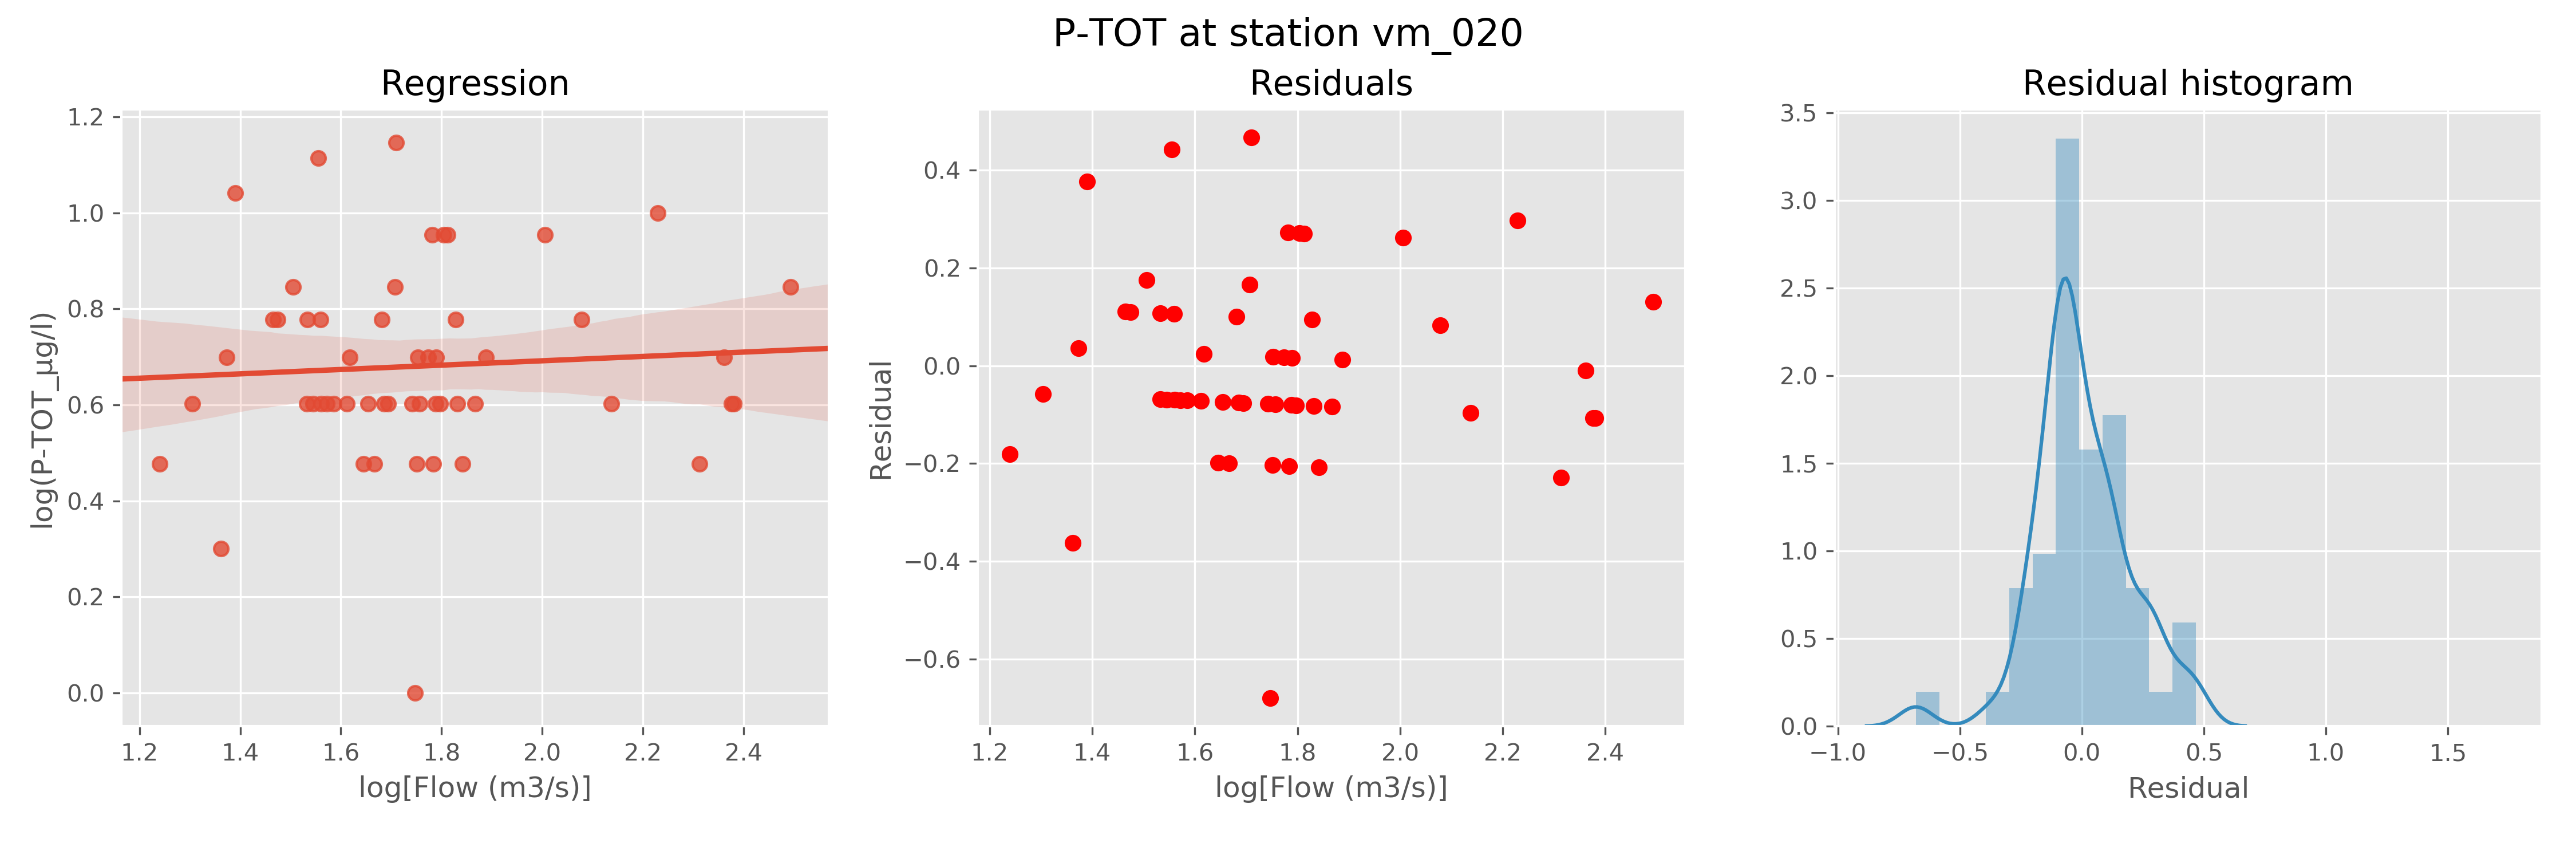 P-TOT at station vm_020
Regression
1.2
1.0
0.8
0.6
0.4
0.2
0.0
log(P-TOT_µg/l)
1.2 1.4 1.6 1.8 2.0 2.2 2.4
log[Flow (m3/s)]
Residuals
0.4
0.2
0.0
−0.2
−0.4
−0.6
Residual
1.2 1.4 1.6 1.8 2.0 2.2 2.4
log[Flow (m3/s)]
Residual histogram
3.5
3.0
2.5
2.0
1.5
1.0
0.5
0.0
−1.0 −0.5 0.0 0.5 1.0 1.5
Residual